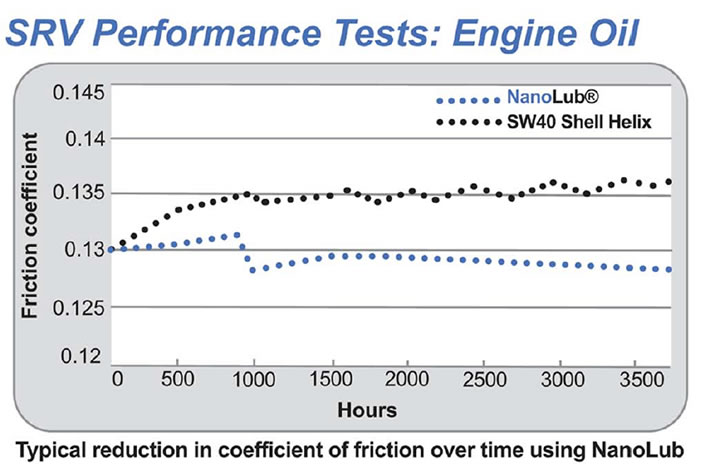 SRV Performance Tests: Engine Oil
0.145
0.14
0.135
0.13
0.125
0.12
Friction coefficient
NanoLub®
SW40 Shell Helix
0 500 1000 1500 2000 2500 3000 3500
Hours
Typical reduction in coefficient of friction over time using NanoLub